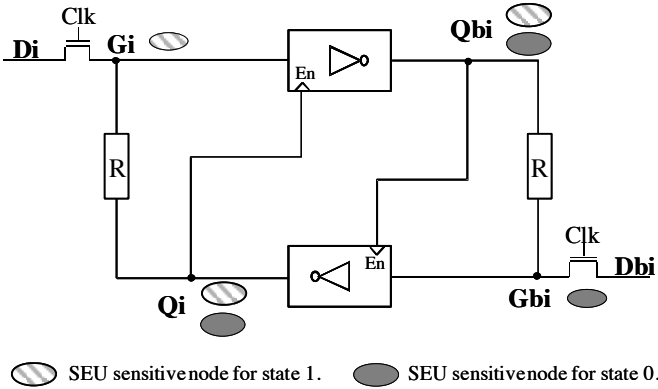 Clk
Di
Gi
Qbi
En
R
R
Clk
En
Dbi
Qi
Gbi
SEU sensitive node for state 1.
SEU sensitive node for state 0.